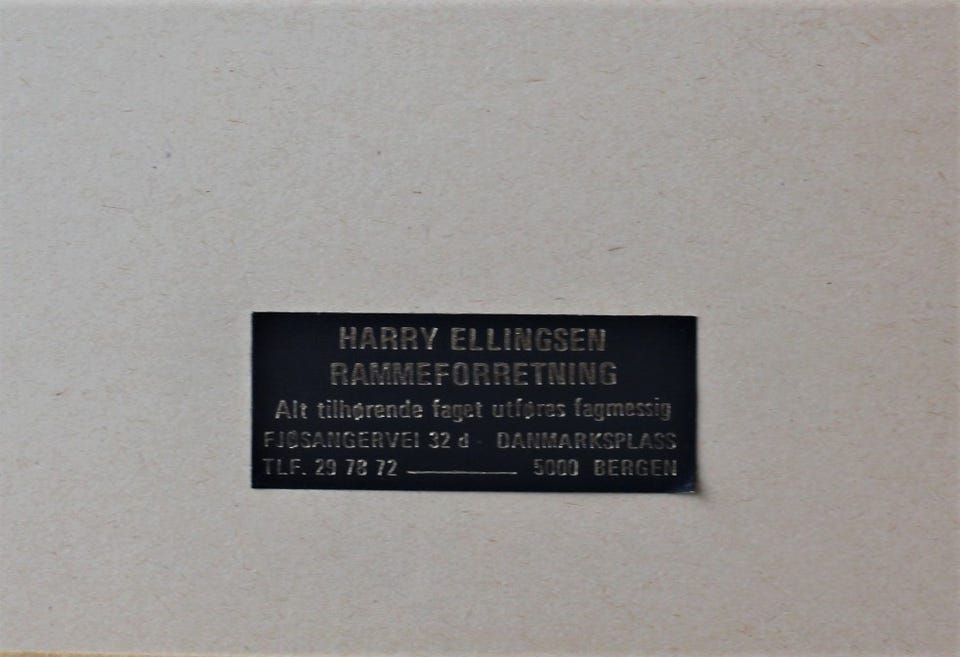 HARRY ELLINGSEN
RAMMEFORRETNING
Alt tilhørende faget utføres fagmessig
FJØSANGERVEI 32 d - DANMARKSPLASS
TLF. 29 78 72 ——— 5000 BERGEN